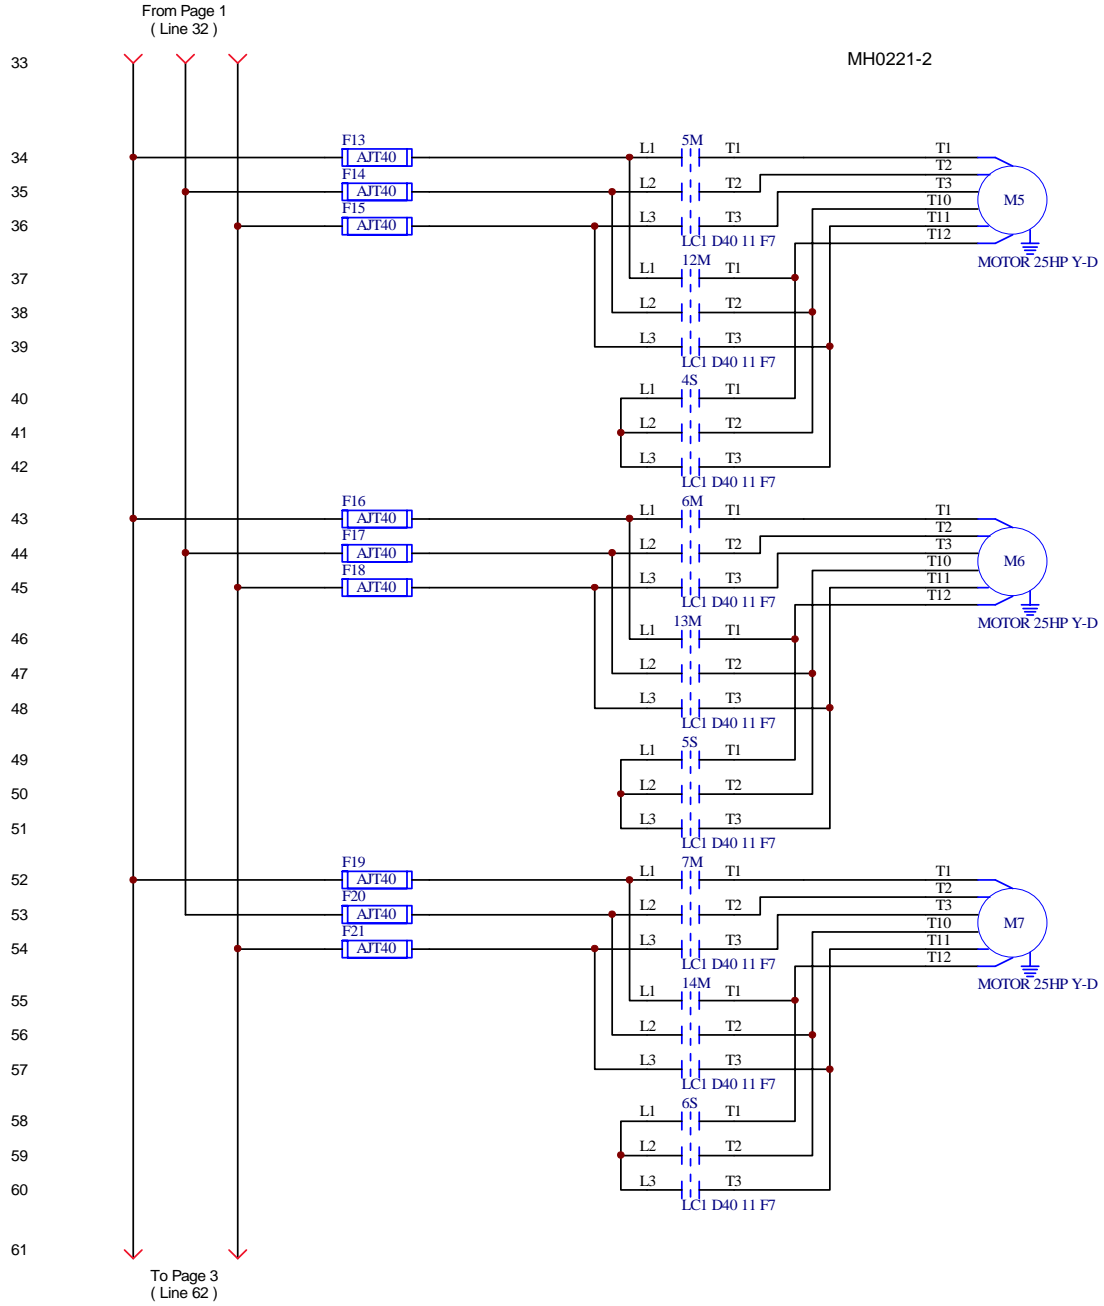 From Page 1
( Line 32 )
33
MH0221-2
F13
5M
34 AJT40 L1 T1 T1
F14 T2
35 AJT40 L2 T2 T3
F15 T10
36 AJT40 L3 T3 T11
M5
LC1 D40 11 F7 T12
12M MOTOR 25HP Y-D
37 L1 T1
38 L2 T2
39 L3 T3
LC1 D40 11 F7
4S
40 L1 T1
41 L2 T2
42 L3 T3
LC1 D40 11 F7
F16 6M
43 AJT40 L1 T1 T1
F17 T2
44 AJT40 L2 T2 T3
F18 T10
45 AJT40 L3 T3 T11
M6
LC1 D40 11 F7 T12
13M MOTOR 25HP Y-D
46 L1 T1
47 L2 T2
48 L3 T3
LC1 D40 11 F7
5S
49 L1 T1
50 L2 T2
51 L3 T3
LC1 D40 11 F7
F19 7M
52 AJT40 L1 T1 T1
F20 T2
53 AJT40 L2 T2 T3
F21 T10
54 AJT40 L3 T3 T11
M7
LC1 D40 11 F7 T12
14M MOTOR 25HP Y-D
55 L1 T1
56 L2 T2
57 L3 T3
LC1 D40 11 F7
6S
58 L1 T1
59 L2 T2
60 L3 T3
LC1 D40 11 F7
61
To Page 3
( Line 62 )